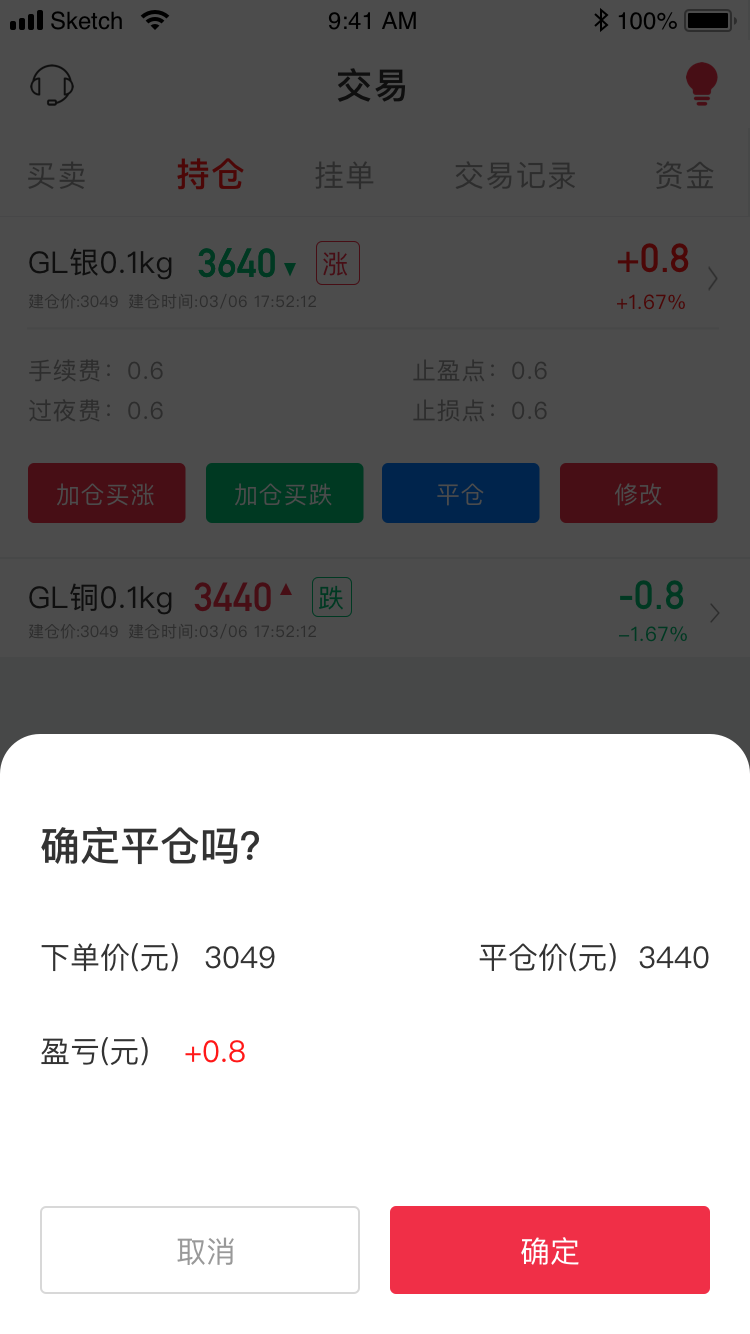 Sketch 9:41 AM 100%
交易
买卖 持仓 挂单 交易记录 资金
GL银0.1kg 3640▼ 涨 +0.8
建仓价:3049 建仓时间:03/06 17:52:12 +1.67%
手续费：0.6 止盈点：0.6
过夜费：0.6 止损点：0.6
加仓买涨 加仓买跌 平仓 修改
GL铜0.1kg 3440▲ 跌 -0.8
建仓价:3049 建仓时间:03/06 17:52:12 –1.67%
确定平仓吗?
下单价(元) 3049 平仓价(元) 3440
盈亏(元) +0.8
取消 确定